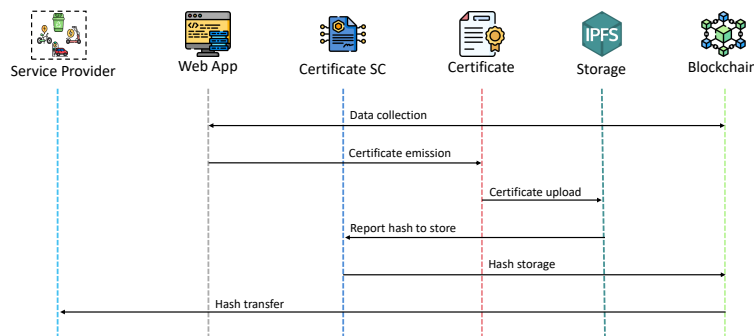 IPFS
Service Provider
Web App
Certificate SC
Certificate
Storage
Blockchain
Data collection
Certificate emission
Certificate upload
Report hash to store
Hash storage
Hash transfer